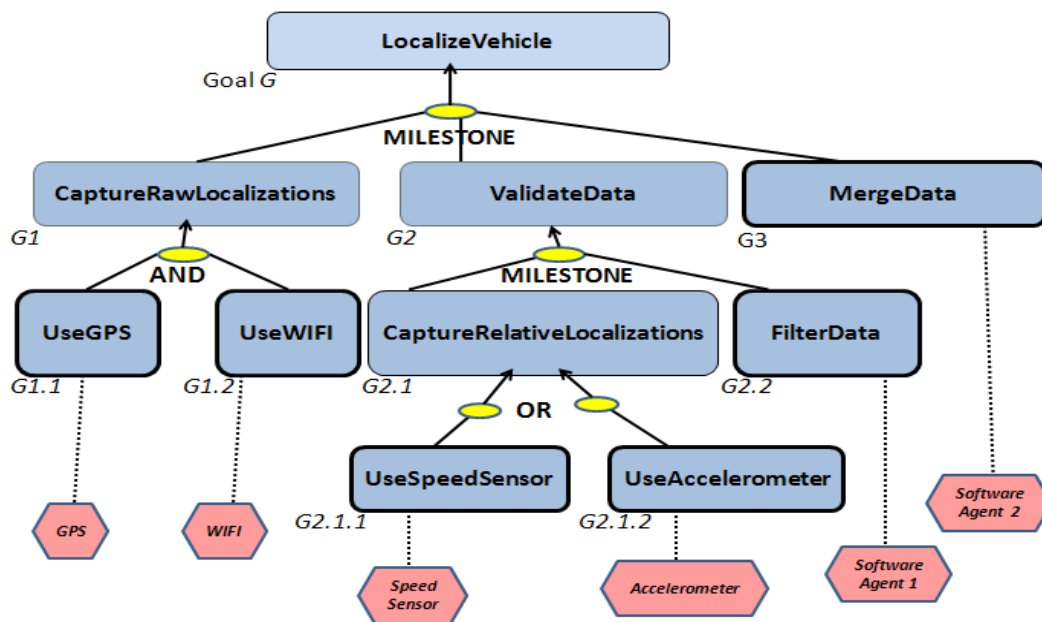 LocalizeVehicle
Goal G
MILESTONE
CaptureRawLocalizations
ValidateData
MergeData
G1
G2
G3
AND
MILESTONE
UseGPS
UseWIFI
CaptureRelativeLocalizations
FilterData
G1.1
G1.2
G2.1
G2.2
OR
UseSpeedSensor
UseAccelerometer
G2.1.1
G2.1.2
GPS
WIFI
Software
Agent 2
Speed
Sensor
Accelerometer
Software
Agent 1